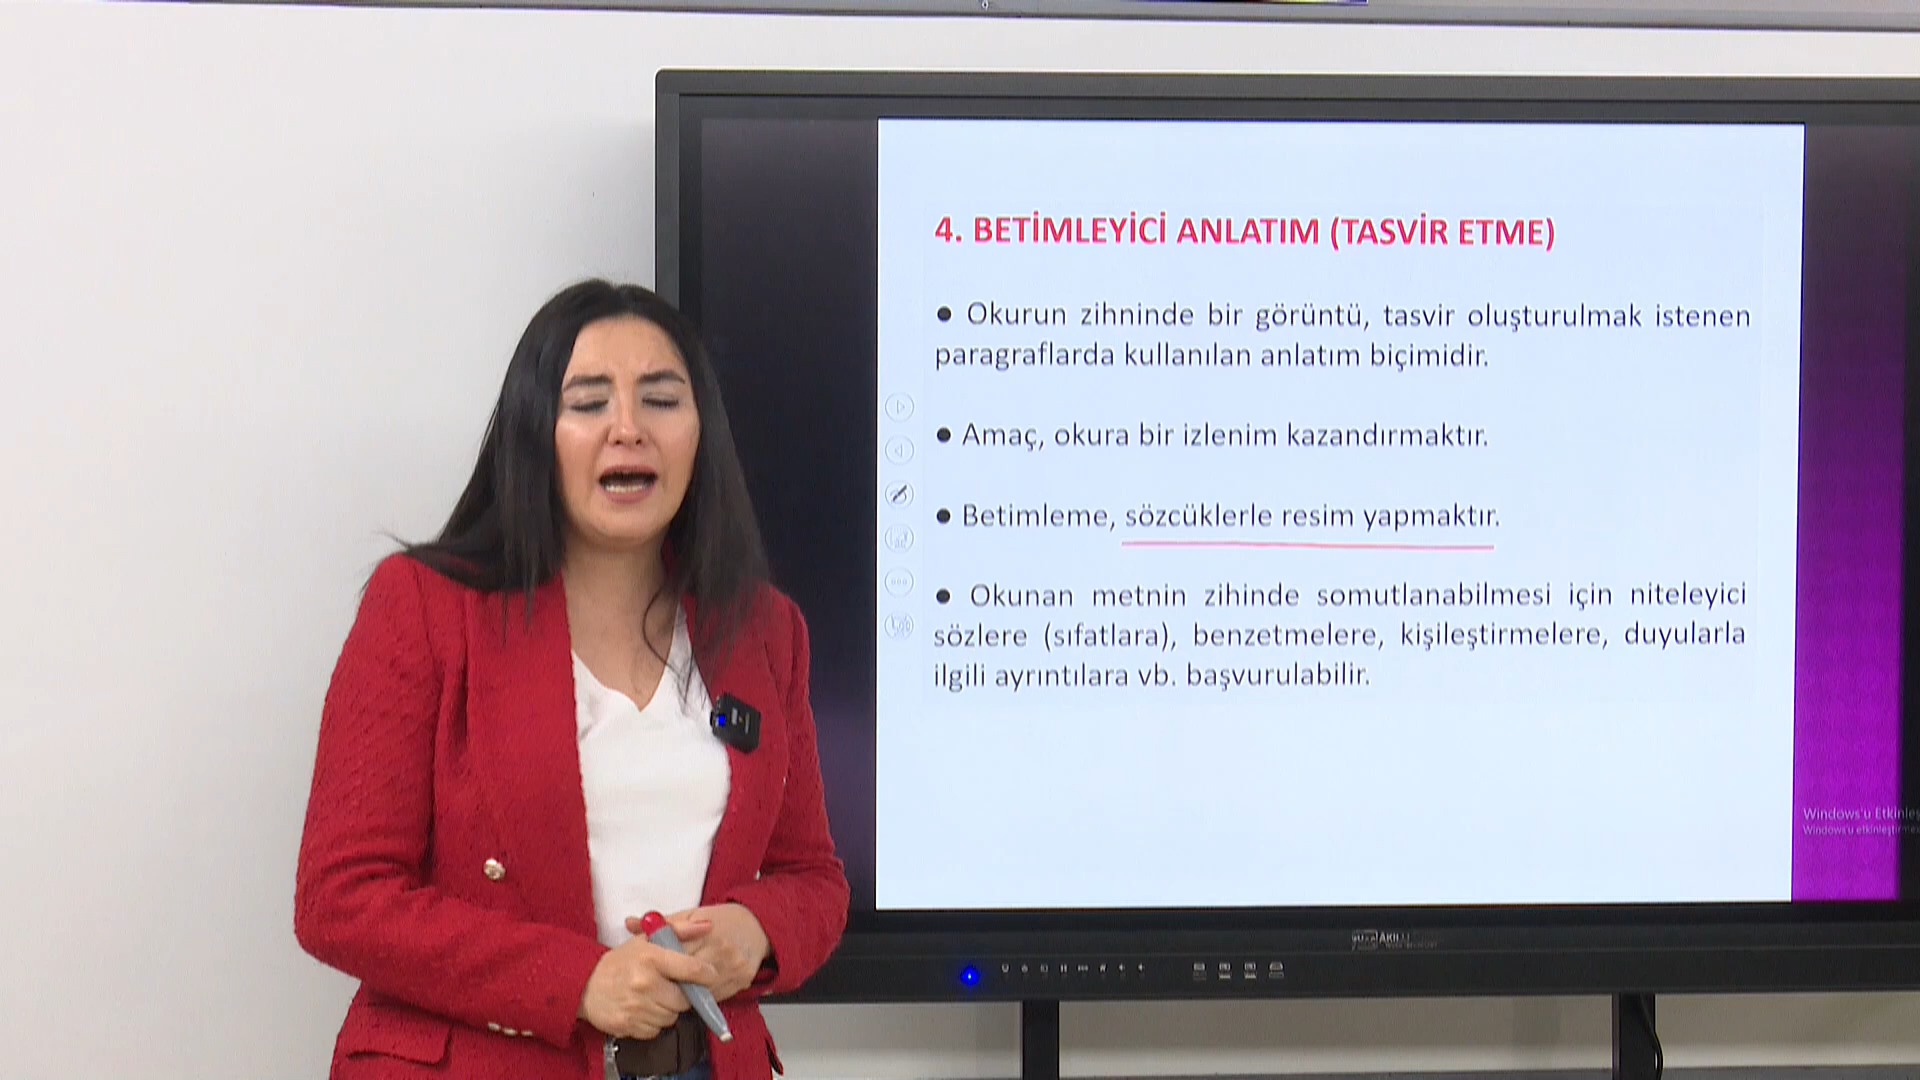 4. BETİMLEYİCİ ANLATIM (TASVİR ETME)
● Okurun zihninde bir görüntü, tasvir oluşturulmak istenen
paragraflarda kullanılan anlatım biçimidir.
● Amaç, okura bir izlenim kazandırmaktır.
● Betimleme, sözcüklerle resim yapmaktır.
● Okunan metnin zihinde somutlanabilmesi için niteleyici
sözlere (sıfatlara), benzetmelere, kişileştirmelere, duyularla
ilgili ayrıntılara vb. başvurulabilir.
Windows'u Etkinleş
Windows'u etkinleştirme